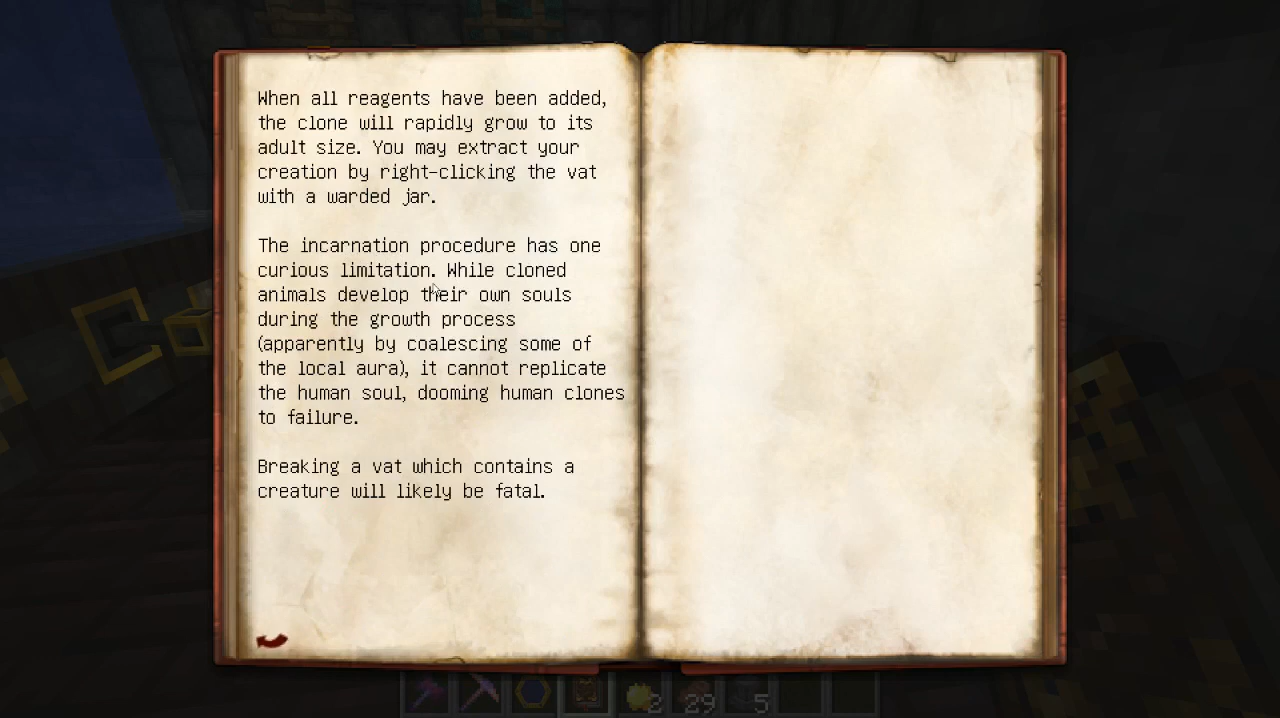 When all reagents have been added,
the clone will rapidly grow to its
adult size. You may extract your
creation by right-clicking the vat
with a warded jar.
The incarnation procedure has one
curious limitation. While cloned
animals develop their own souls
during the growth process
(apparently by coalescing some of
the local aura), it cannot replicate
the human soul, dooming human clones
to failure.
Breaking a vat which contains a
creature will likely be fatal.
2 29 5